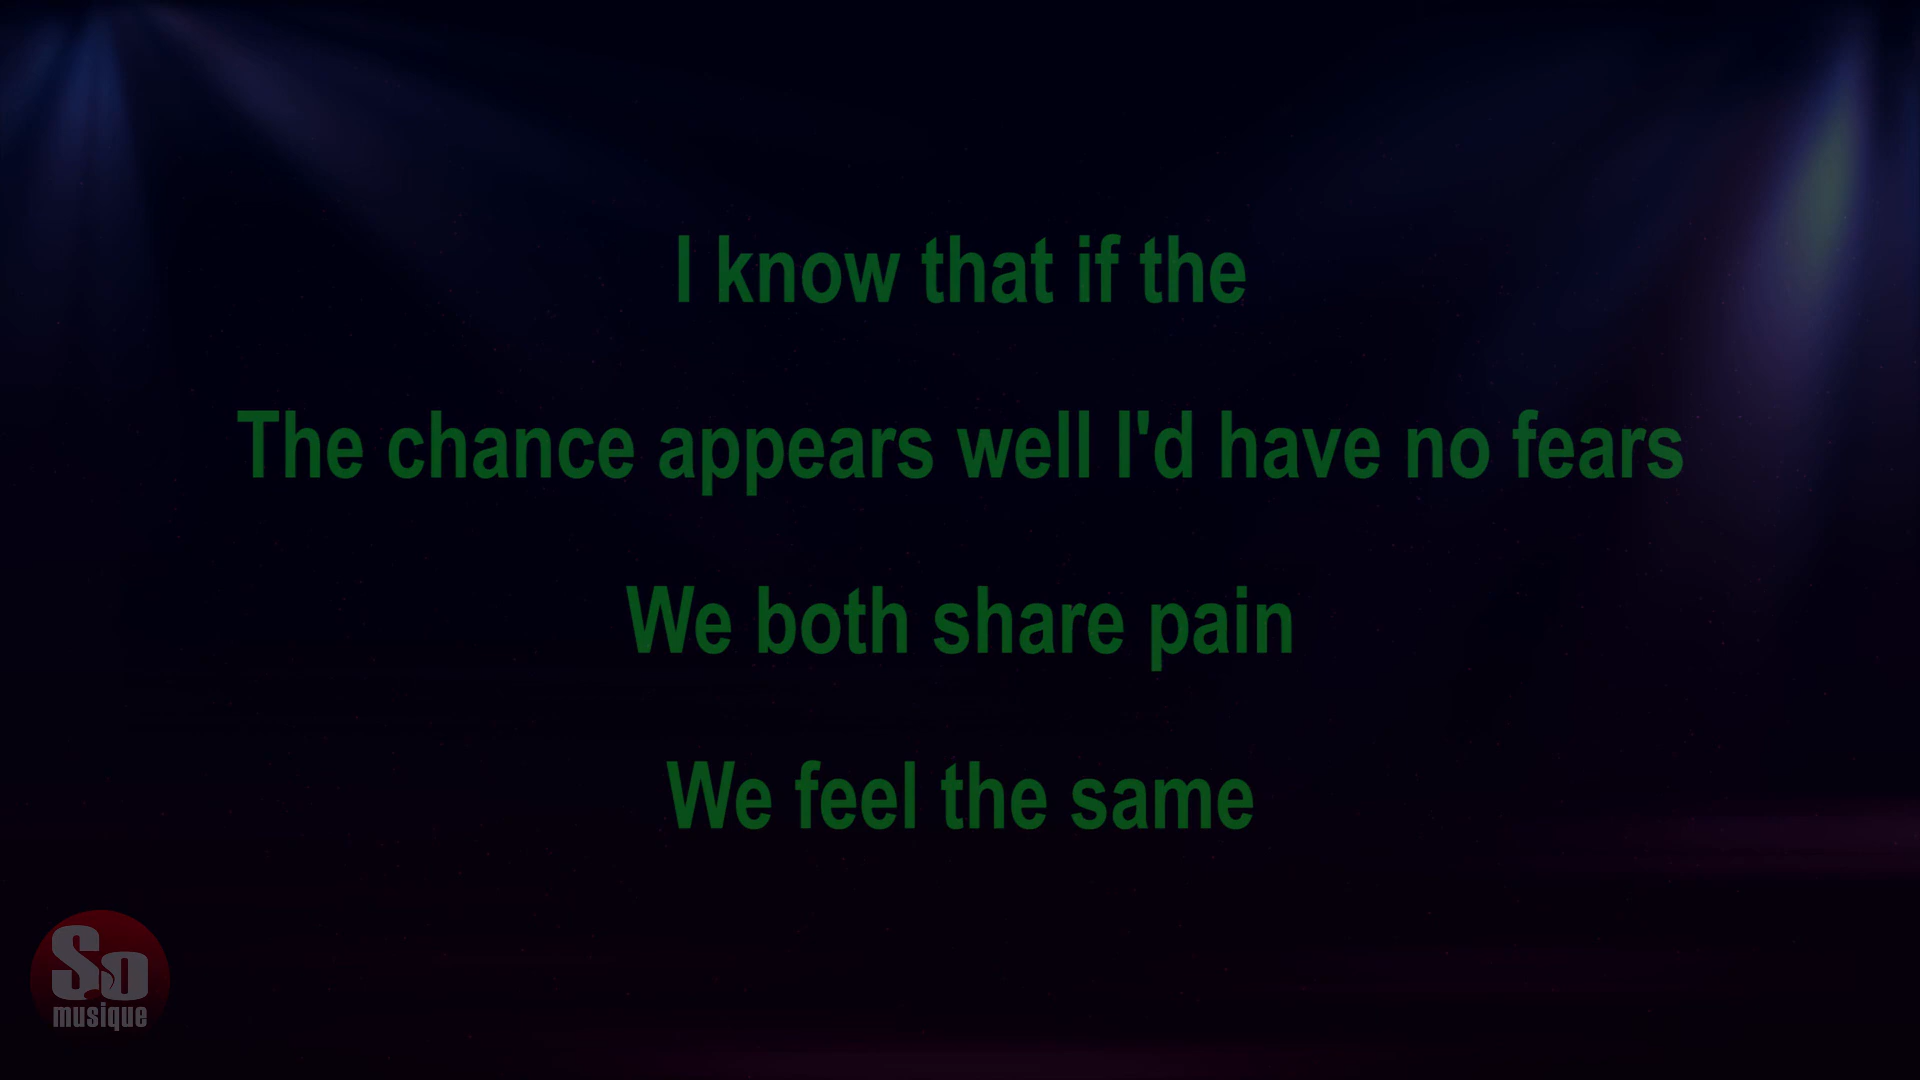 I know that if the
The chance appears well I'd have no fears
We both share pain
We feel the same
So
musique